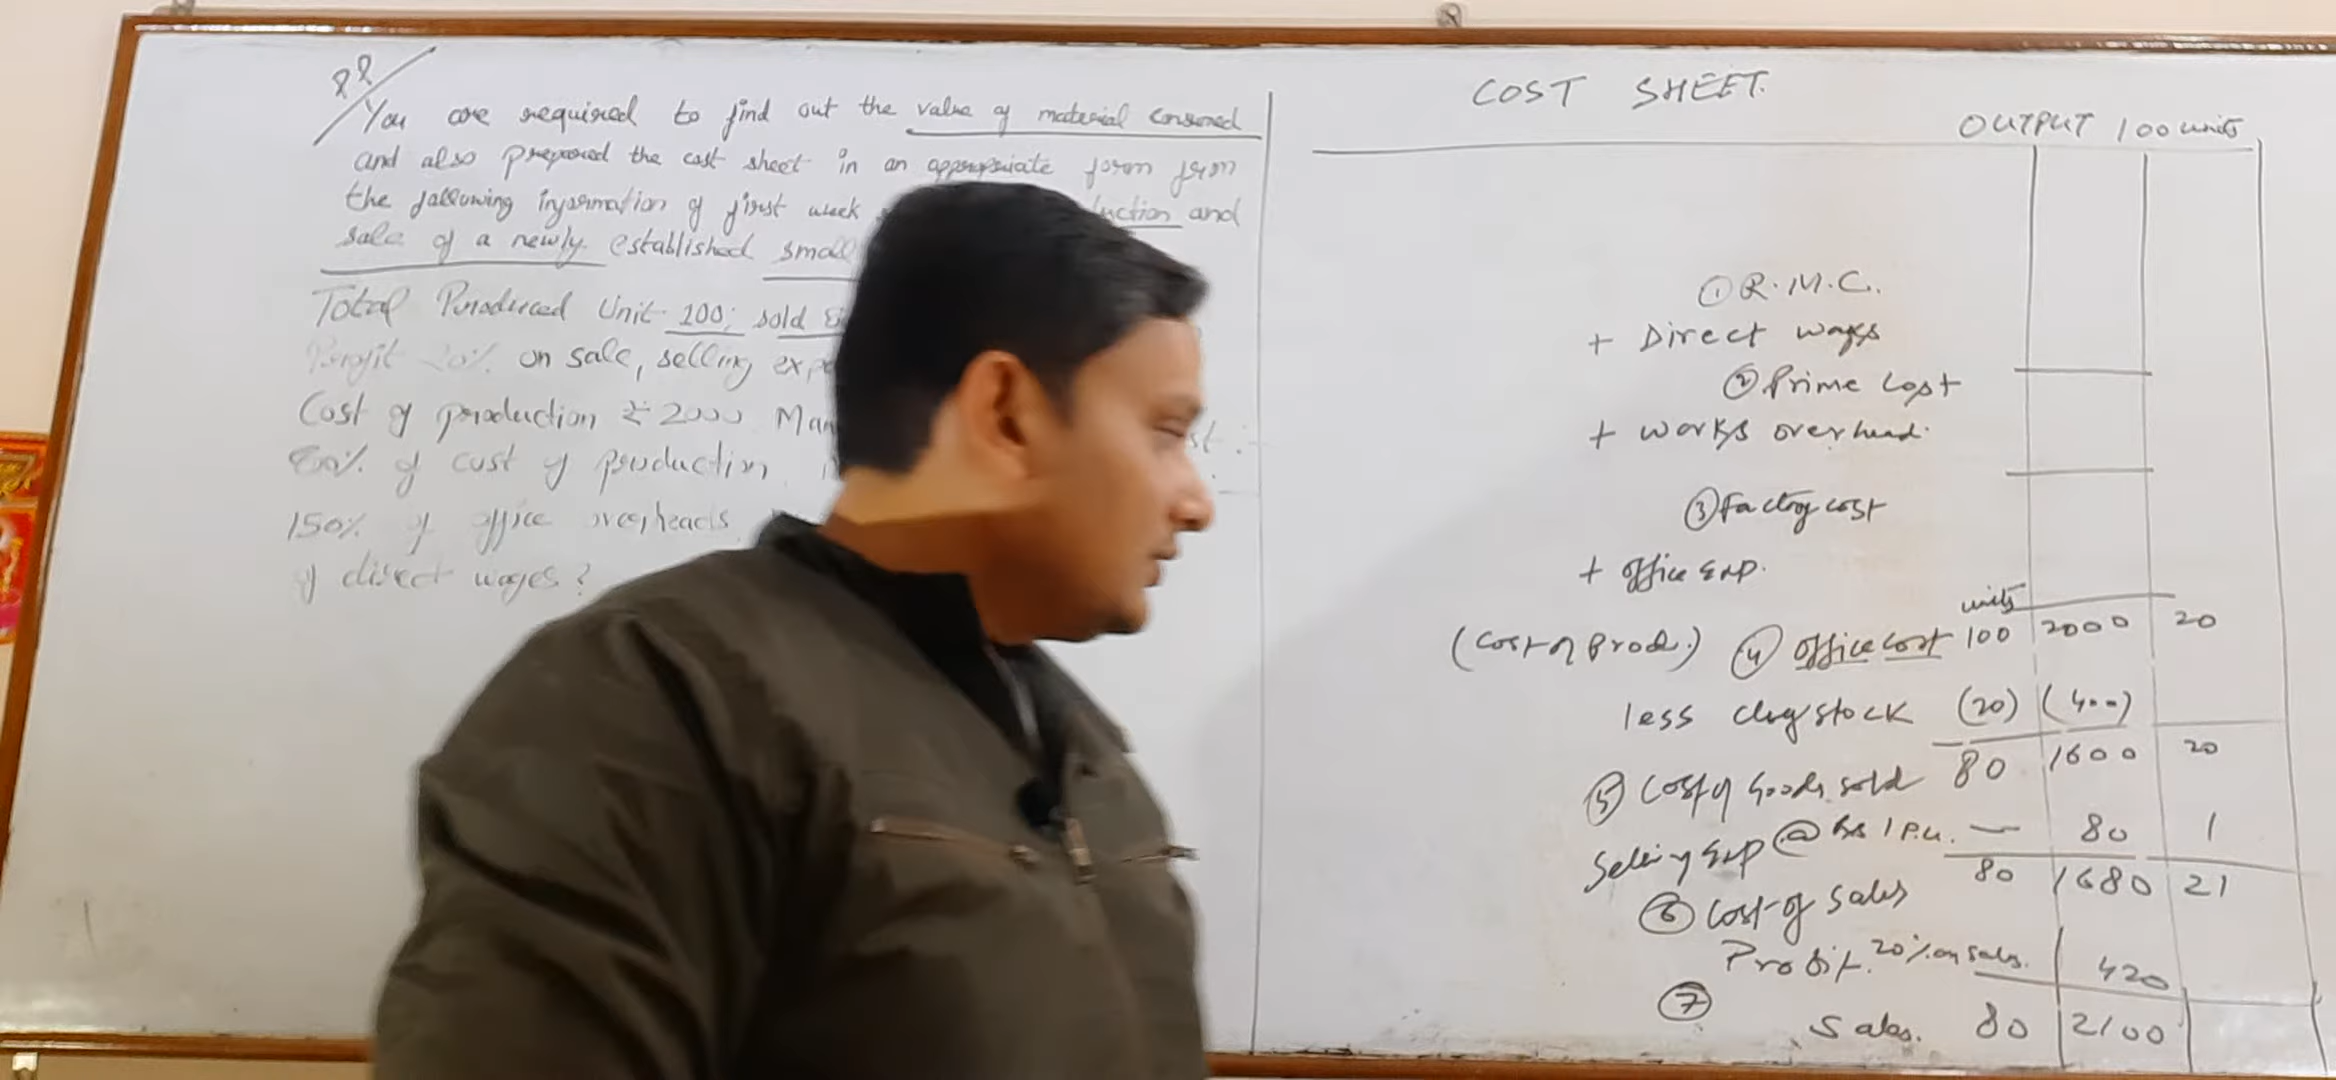 You are required to find out the value of material consumed
and also prepared the cost sheet in an appropriate form from
the following information of first week uction and
sale of a newly established small
Total Produced Unit 100; sold 8
Profit 20% on sale, selling exp
Cost of production ₹ 2000 Man st :-
80% of cost of production
150% of office overheads
of direct wages?
COST SHEET.
OUTPUT 100 units
① R.M.C.
+ Direct wages
② Prime Cost
+ Works overhead.
③ Factory cost
+ office Exp.
units
(Cost of Prod.) ④ office cost 100 2000 20
less clsg stock (20) (400)
⑤ Cost of Goods sold 80 1600 20
Selling Exp @ Rs 1 P.U. — 80 1
⑥ Cost of Sales 80 1680 21
Profit. 20% on sales. 420
⑦ Sales. 80 2100